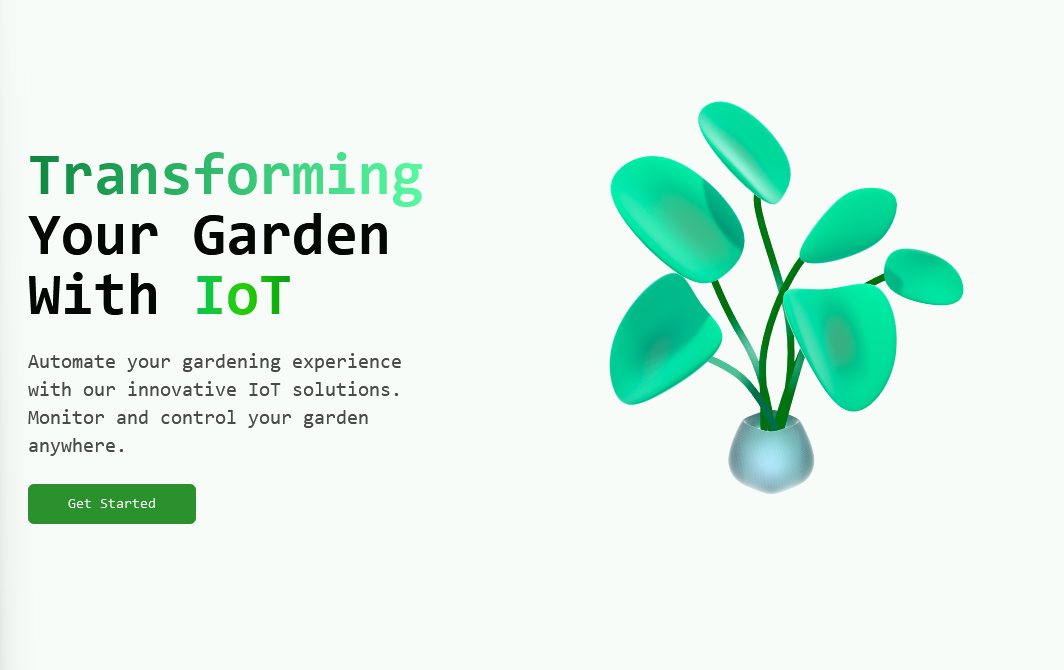 Transforming
Your Garden
With IoT
Automate your gardening experience
with our innovative IoT solutions.
Monitor and control your garden
anywhere.
Get Started